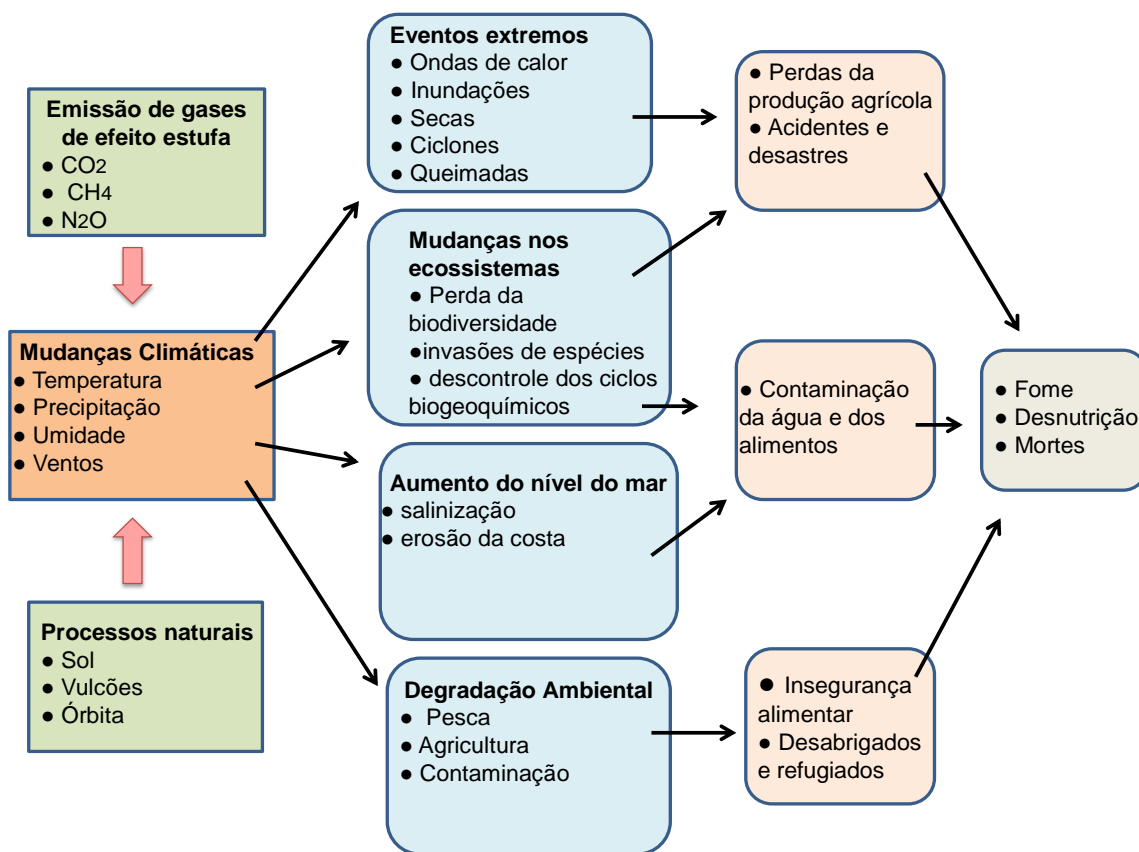 Emissão de gases
de efeito estufa
● CO2
● CH4
● N2O
Mudanças Climáticas
● Temperatura
● Precipitação
● Umidade
● Ventos
Processos naturais
● Sol
● Vulcões
● Órbita
Eventos extremos
● Ondas de calor
● Inundações
● Secas
● Ciclones
● Queimadas
Mudanças nos
ecossistemas
● Perda da
biodiversidade
●invasões de espécies
● descontrole dos ciclos
biogeoquímicos
Aumento do nível do mar
● salinização
● erosão da costa
Degradação Ambiental
● Pesca
● Agricultura
● Contaminação
● Perdas da
produção agrícola
● Acidentes e
desastres
● Contaminação
da água e dos
alimentos
● Insegurança
alimentar
● Desabrigados
e refugiados
● Fome
● Desnutrição
● Mortes